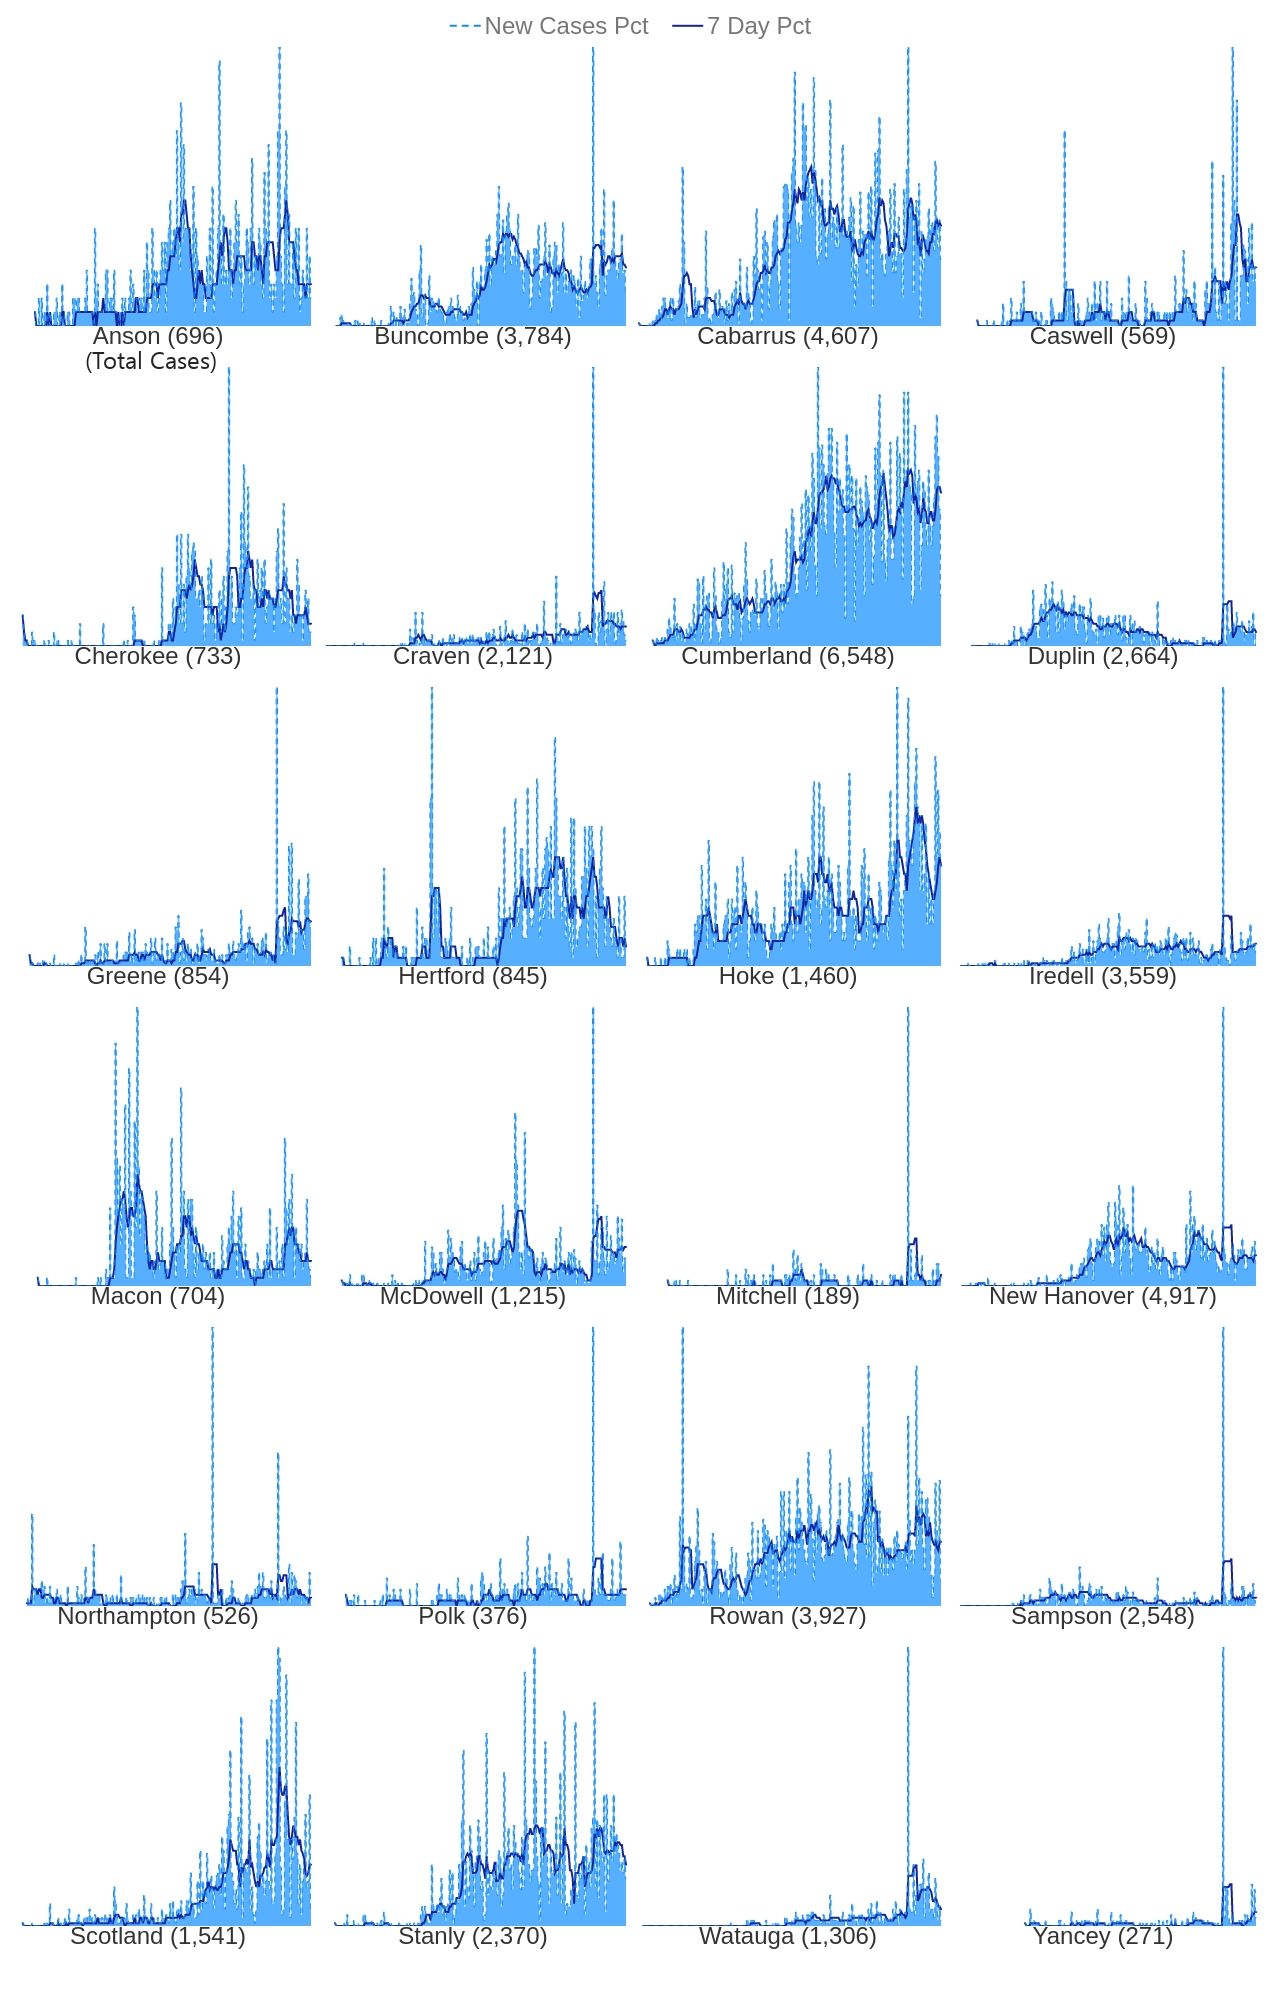 New Cases Pct 7 Day Pct
Anson (696) Buncombe (3,784) Cabarrus (4,607) Caswell (569)
(Total Cases)
Cherokee (733) Craven (2,121) Cumberland (6,548) Duplin (2,664)
Greene (854) Hertford (845) Hoke (1,460) Iredell (3,559)
Macon (704) McDowell (1,215) Mitchell (189) New Hanover (4,917)
Northampton (526) Polk (376) Rowan (3,927) Sampson (2,548)
Scotland (1,541) Stanly (2,370) Watauga (1,306) Yancey (271)